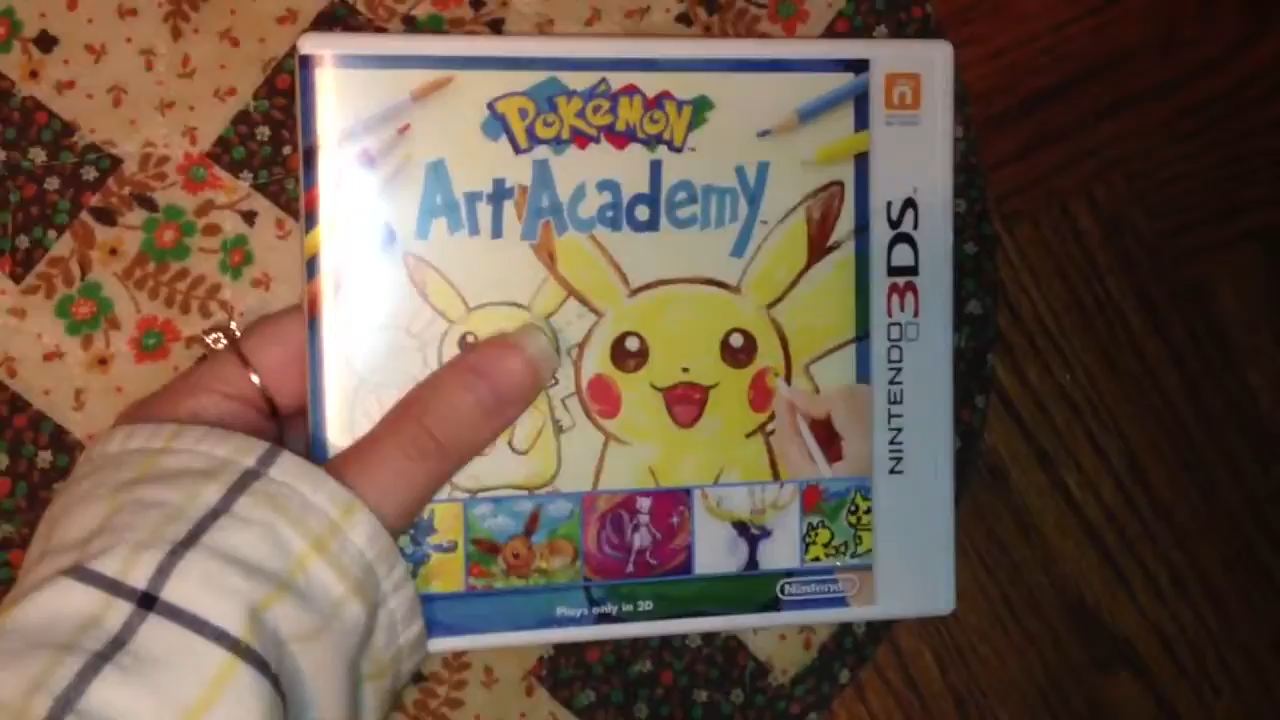 POKÉMON
Art Academy
NINTENDO 3DS
Nintendo
Plays only in 2D